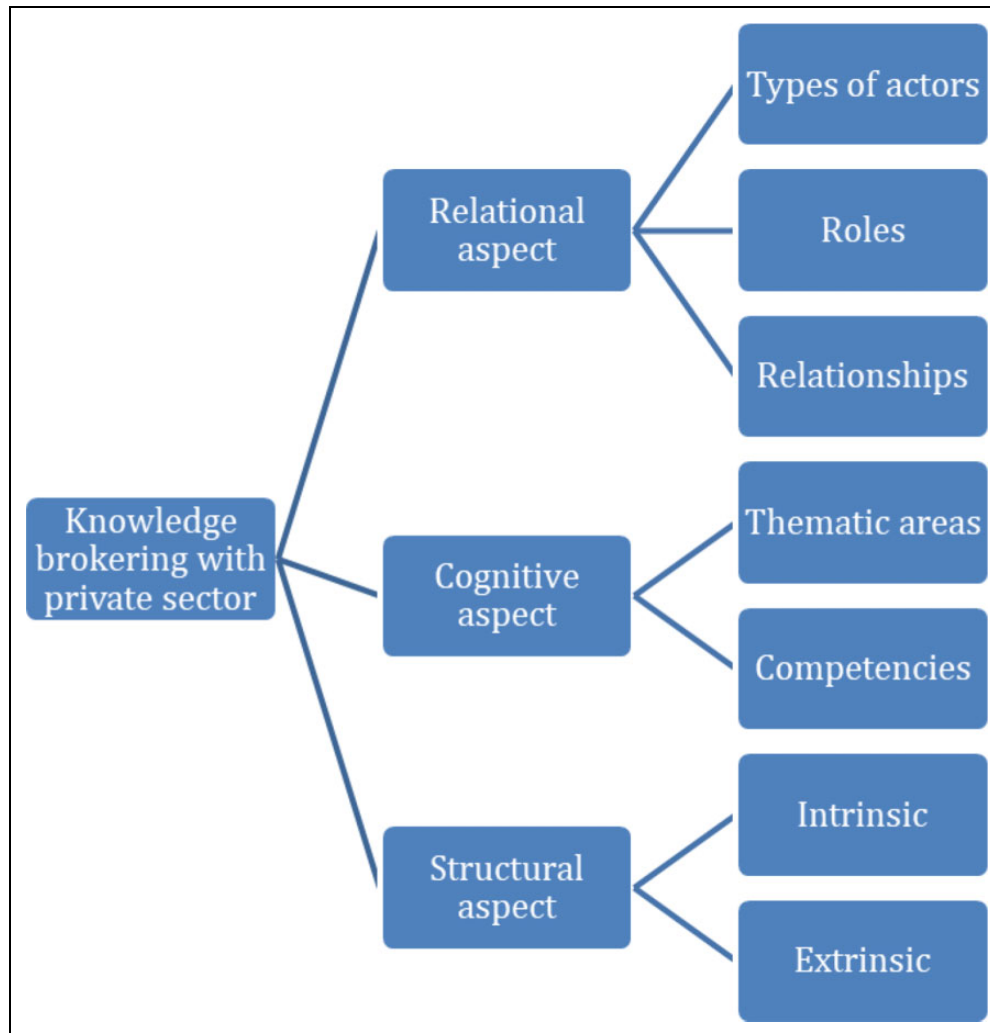 Knowledge
brokering with
private sector
Relational
aspect
Types of actors
Roles
Relationships
Cognitive
aspect
Thematic areas
Competencies
Structural
aspect
Intrinsic
Extrinsic